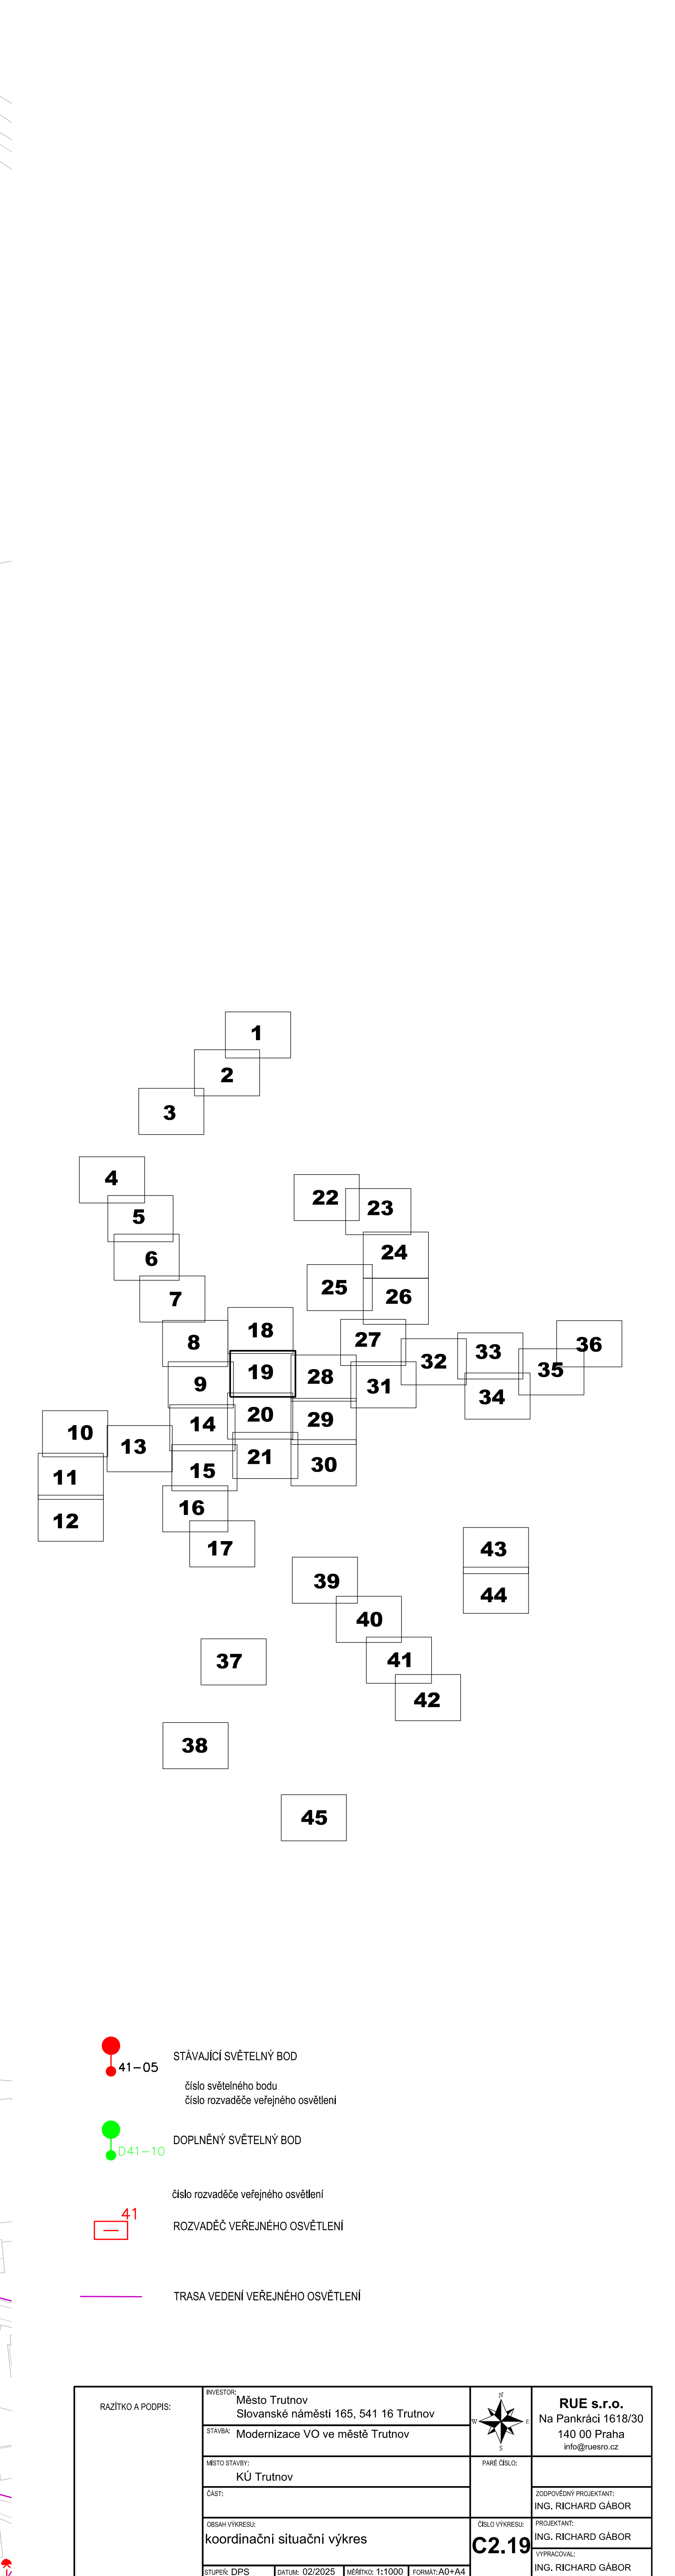 1
2
3
4
5
6
7
8
9
10
11
12
13
14
15
16
17
18
19
20
21
22
23
24
25
26
27
28
29
30
31
32
33
34
35
36
37
38
39
40
41
42
43
44
45
41-05
STÁVAJÍCÍ SVĚTELNÝ BOD
číslo světelného bodu
číslo rozvaděče veřejného osvětlení
D41-10
DOPLNĚNÝ SVĚTELNÝ BOD
číslo rozvaděče veřejného osvětlení
41
ROZVADĚČ VEŘEJNÉHO OSVĚTLENÍ
TRASA VEDENÍ VEŘEJNÉHO OSVĚTLENÍ
RAZÍTKO A PODPIS:
INVESTOR:
Město Trutnov
Slovanské náměstí 165, 541 16 Trutnov
STAVBA: Modernizace VO ve městě Trutnov
MÍSTO STAVBY:
KÚ Trutnov
ČÁST:
OBSAH VÝKRESU:
koordinační situační výkres
STUPEŇ: DPS
DATUM: 02/2025
MĚŘÍTKO: 1:1000
FORMÁT: A0+A4
N
W
E
S
PARÉ ČÍSLO:
ČÍSLO VÝKRESU:
C2.19
RUE s.r.o.
Na Pankráci 1618/30
140 00 Praha
info@ruesro.cz
ZODPOVĚDNÝ PROJEKTANT:
ING. RICHARD GÁBOR
PROJEKTANT:
ING. RICHARD GÁBOR
VYPRACOVAL:
ING. RICHARD GÁBOR